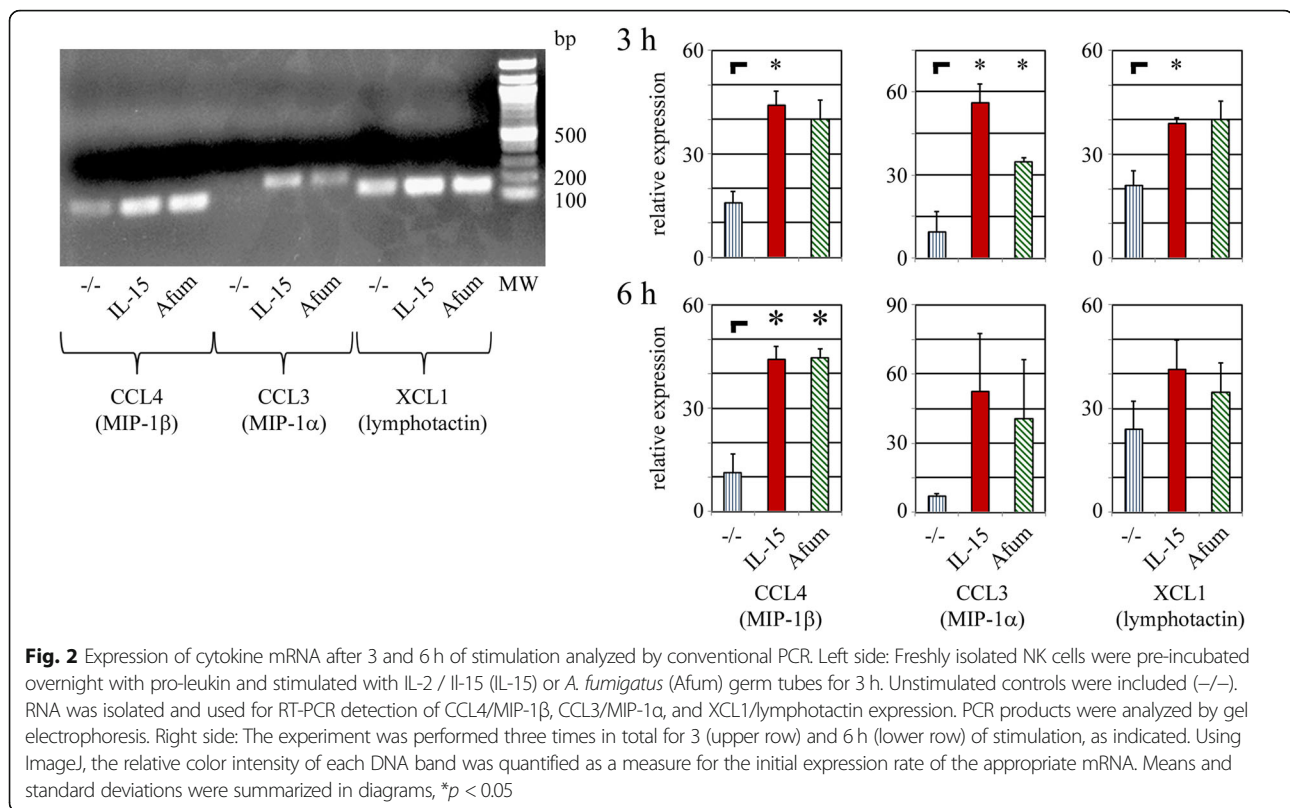 bp
500
200
100
-/- IL-15 Afum -/- IL-15 Afum -/- IL-15 Afum MW
CCL4 CCL3 XCL1
(MIP-1β) (MIP-1α) (lymphotactin)
3 h
relative expression
60
30
0
* 
60
30
0
* *
60
30
0
*
6 h
relative expression
60
30
0
* *
90
60
30
0
60
30
0
-/- IL-15 Afum -/- IL-15 Afum -/- IL-15 Afum
CCL4 CCL3 XCL1
(MIP-1β) (MIP-1α) (lymphotactin)
Fig. 2 Expression of cytokine mRNA after 3 and 6 h of stimulation analyzed by conventional PCR. Left side: Freshly isolated NK cells were pre-incubated
overnight with pro-leukin and stimulated with IL-2 / Il-15 (IL-15) or A. fumigatus (Afum) germ tubes for 3 h. Unstimulated controls were included (−/−).
RNA was isolated and used for RT-PCR detection of CCL4/MIP-1β, CCL3/MIP-1α, and XCL1/lymphotactin expression. PCR products were analyzed by gel
electrophoresis. Right side: The experiment was performed three times in total for 3 (upper row) and 6 h (lower row) of stimulation, as indicated. Using
ImageJ, the relative color intensity of each DNA band was quantified as a measure for the initial expression rate of the appropriate mRNA. Means and
standard deviations were summarized in diagrams, *p < 0.05